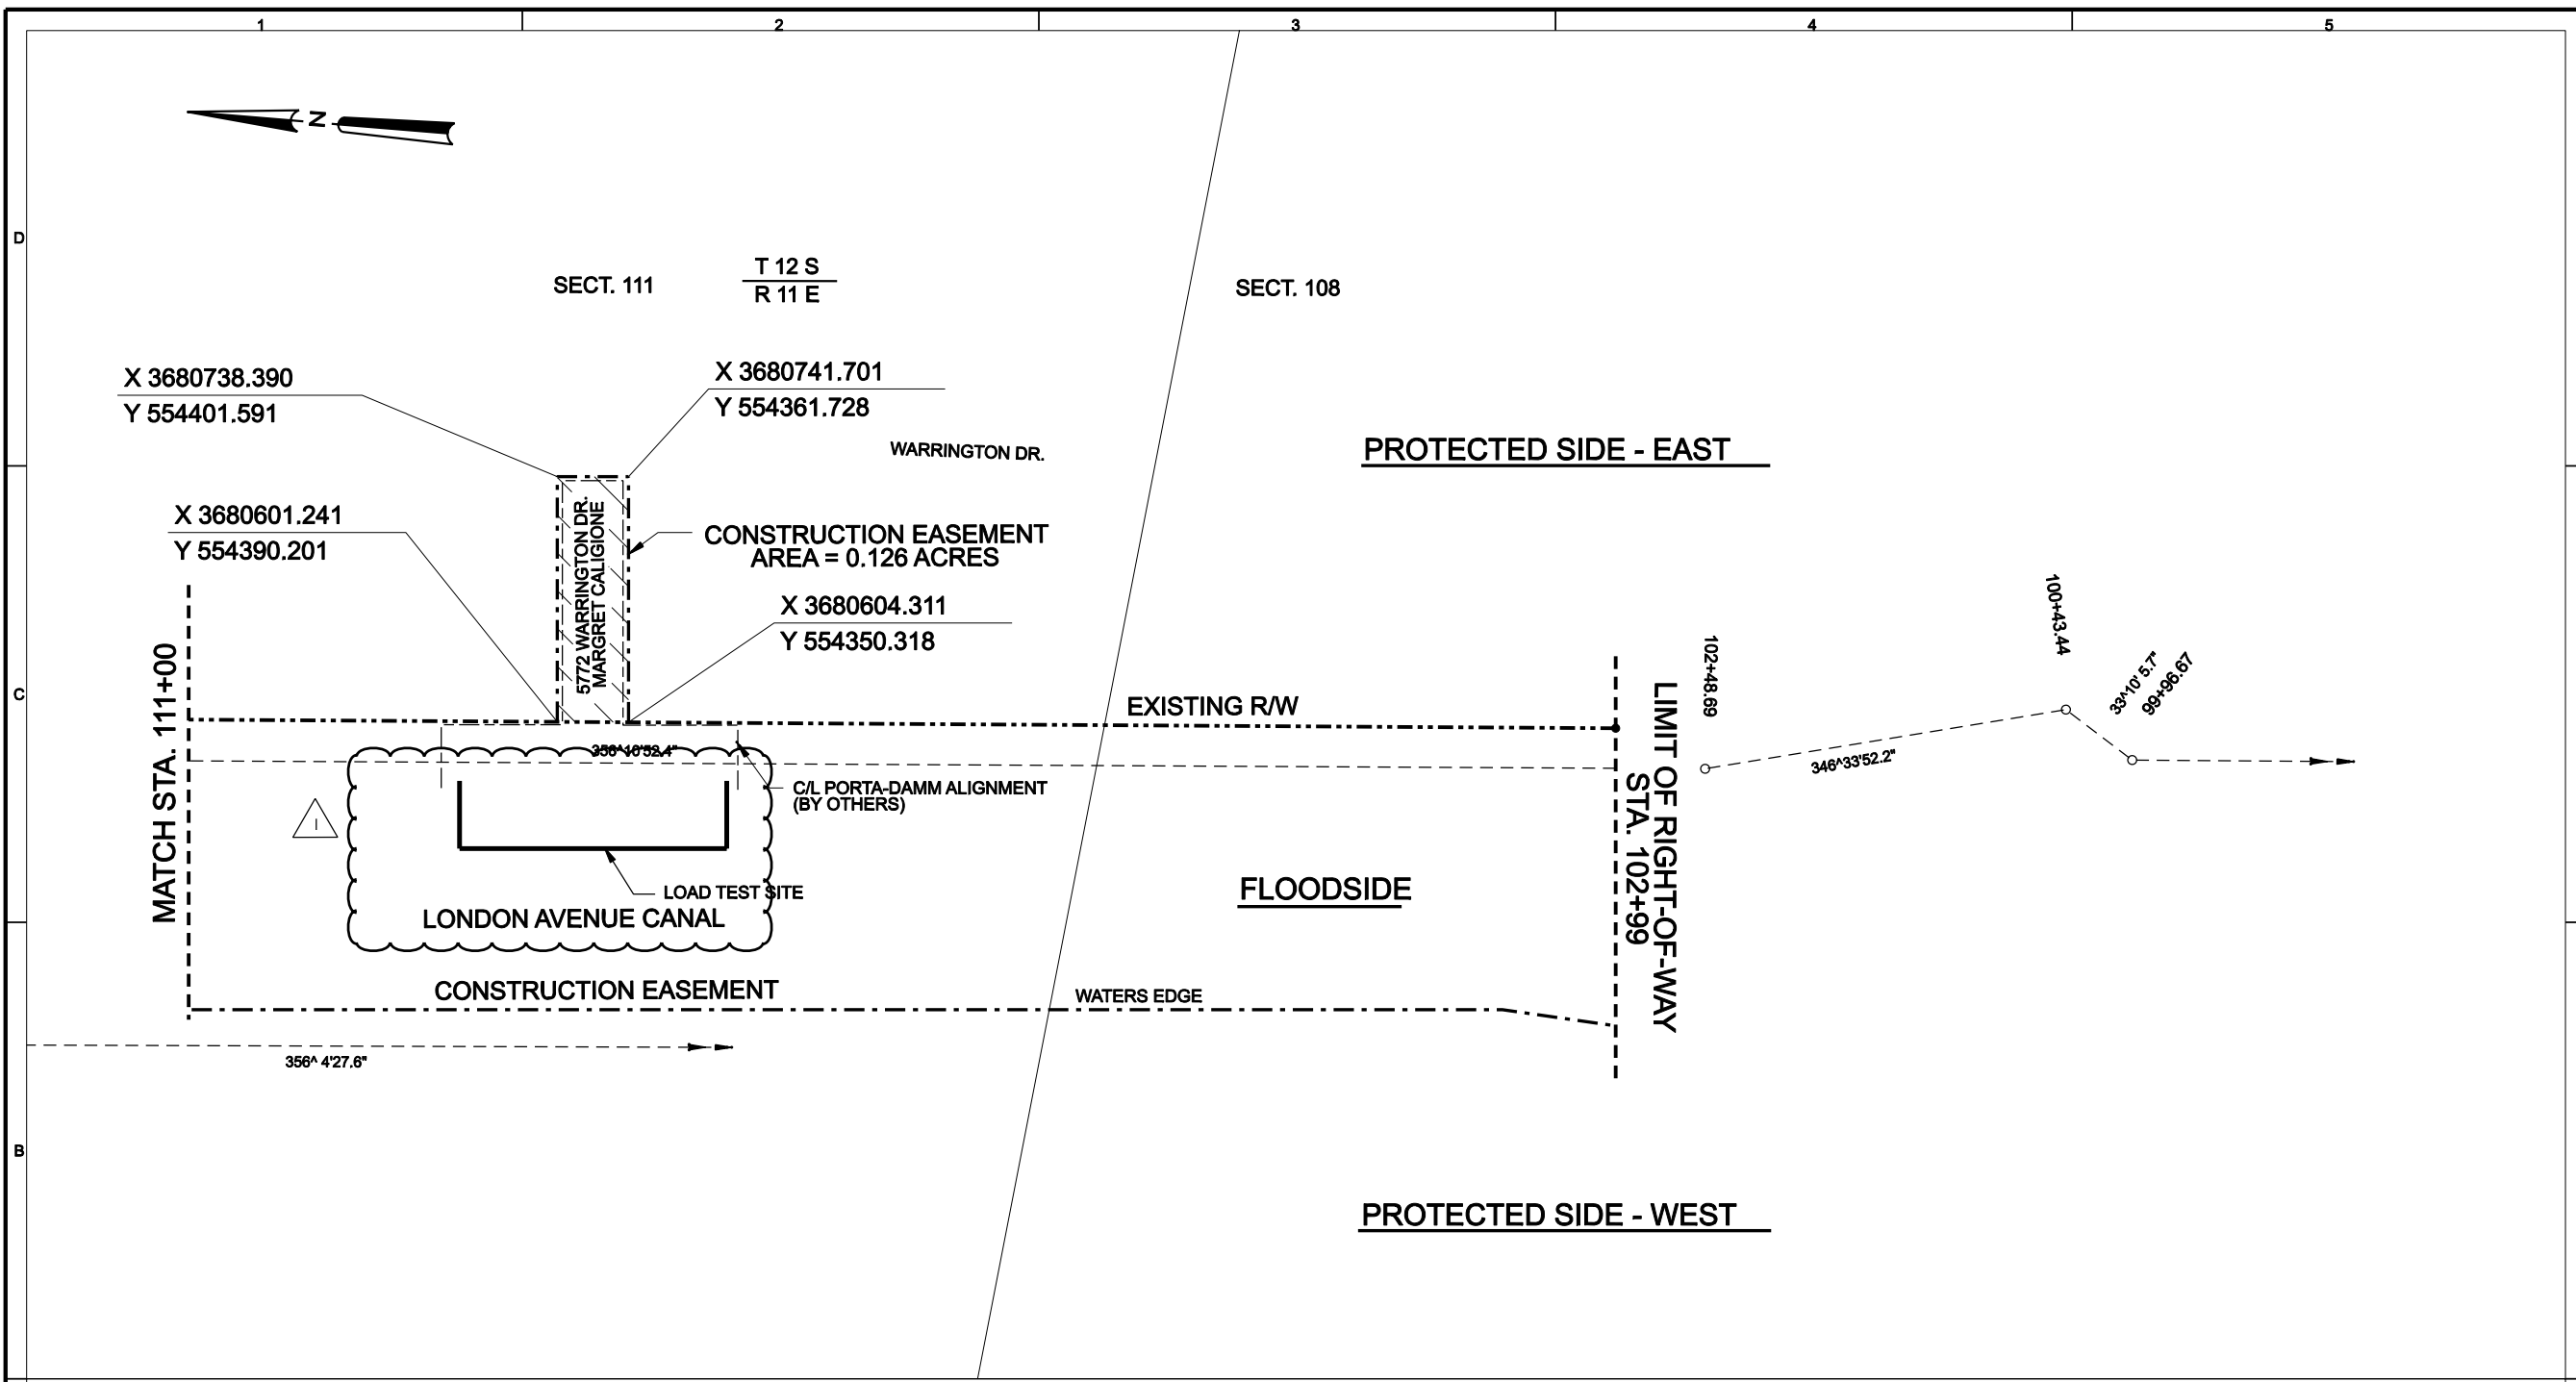 1
2
3
4
5
N
D
SECT. 111
T 12 S
R 11 E
SECT. 108
X 3680738.390
Y 554401.591
X 3680741.701
Y 554361.728
WARRINGTON DR.
PROTECTED SIDE - EAST
X 3680601.241
Y 554390.201
5772 WARRINGTON DR.
MARGRET CALIGIONE
CONSTRUCTION EASEMENT
AREA = 0.126 ACRES
X 3680604.311
Y 554350.318
C
MATCH STA. 111+00
EXISTING R/W
356^10'52.4"
C/L PORTA-DAMM ALIGNMENT
(BY OTHERS)
1
LOAD TEST SITE
LONDON AVENUE CANAL
FLOODSIDE
LIMIT OF RIGHT-OF-WAY
STA. 102+99
102+48.69
346^33'52.2"
100+43.44
33^10' 5.7"
99+96.67
CONSTRUCTION EASEMENT
WATERS EDGE
356^ 4'27.6"
B
PROTECTED SIDE - WEST